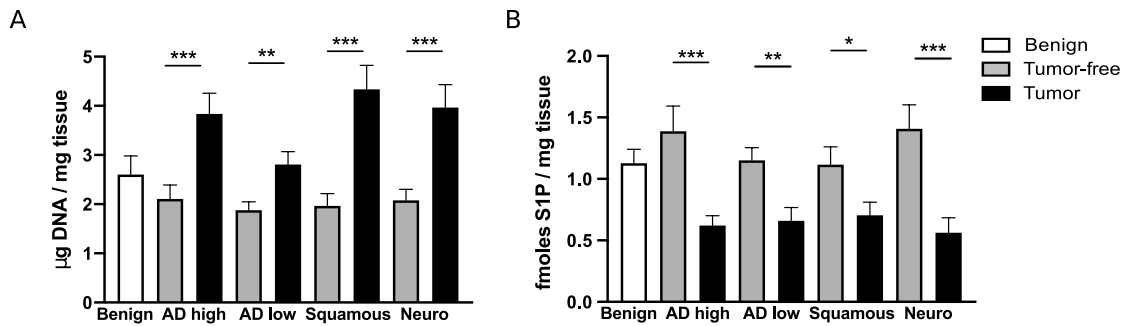 A
μg DNA / mg tissue
5
4
3
2
1
0
***
**
***
***
Benign AD high AD low Squamous Neuro
B
fmoles S1P / mg tissue
2.0
1.5
1.0
0.5
0.0
***
**
*
***
Benign AD high AD low Squamous Neuro
Benign
Tumor-free
Tumor